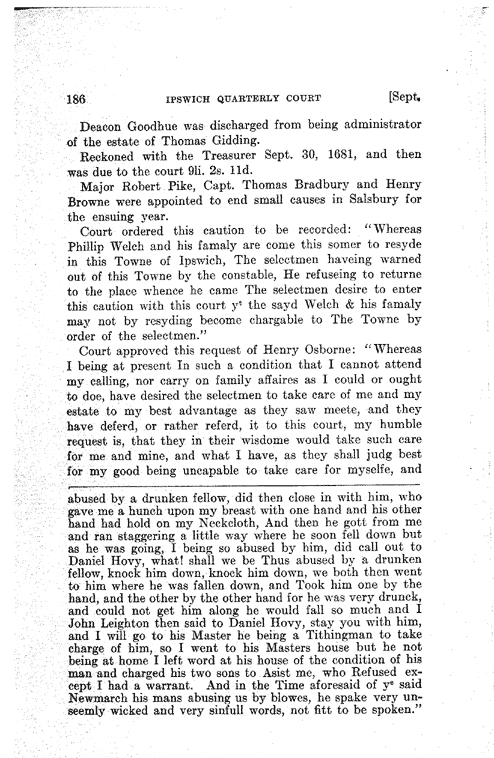 186 IPSWICH QUARTERLY COURT [Sept.
Deacon Goodhue was discharged from being administrator
of the estate of Thomas Gidding.
Reckoned with the Treasurer Sept. 30, 1681, and then
was due to the court 9li. 2s. 11d.
Major Robert Pike, Capt. Thomas Bradbury and Henry
Browne were appointed to end small causes in Salsbury for
the ensuing year.
Court ordered this caution to be recorded: "Whereas
Phillip Welch and his famaly are come this somer to resyde
in this Towne of Ipswich, The selectmen haveing warned
out of this Towne by the constable, He refuseing to returne
to the place whence he came The selectmen desire to enter
this caution with this court yᵗ the sayd Welch & his famaly
may not by resyding become chargable to The Towne by
order of the selectmen."
Court approved this request of Henry Osborne: "Whereas
I being at present In such a condition that I cannot attend
my calling, nor carry on family affaires as I could or ought
to doe, have desired the selectmen to take care of me and my
estate to my best advantage as they saw meete, and they
have deferd, or rather referd, it to this court, my humble
request is, that they in their wisdome would take such care
for me and mine, and what I have, as they shall judg best
for my good being uncapable to take care for myselfe, and
abused by a drunken fellow, did then close in with him, who
gave me a hunch upon my breast with one hand and his other
hand had hold on my Neckcloth, And then he gott from me
and ran staggering a little way where he soon fell down but
as he was going, I being so abused by him, did call out to
Daniel Hovy, what! shall we be Thus abused by a drunken
fellow, knock him down, knock him down, we both then went
to him where he was fallen down, and Took him one by the
hand, and the other by the other hand for he was very drunck,
and could not get him along he would fall so much and I
John Leighton then said to Daniel Hovy, stay you with him,
and I will go to his Master he being a Tithingman to take
charge of him, so I went to his Masters house but he not
being at home I left word at his house of the condition of his
man and charged his two sons to Asist me, who Refused ex-
cept I had a warrant. And in the Time aforesaid of yᵉ said
Newmarch his mans abusing us by blowes, he spake very un-
seemly wicked and very sinfull words, not fitt to be spoken."